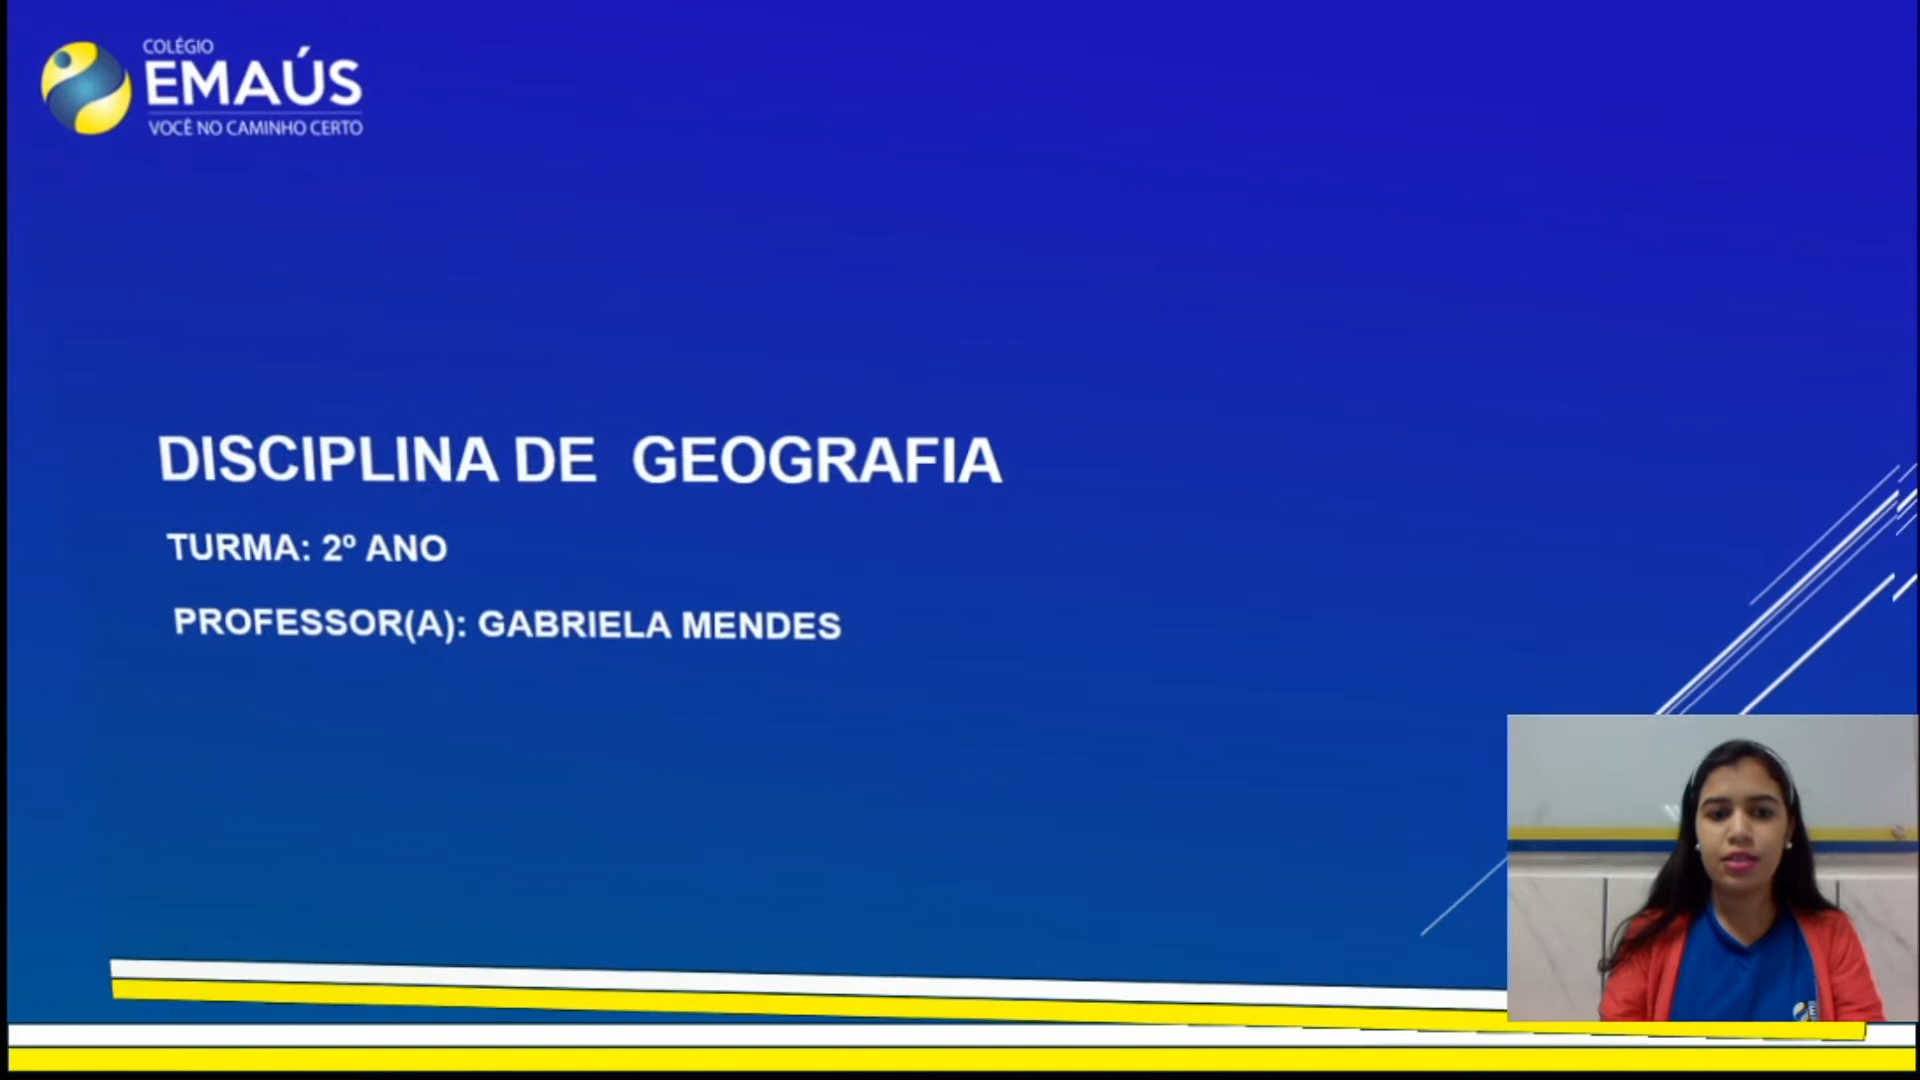 COLÉGIO
EMAÚS
VOCÊ NO CAMINHO CERTO
DISCIPLINA DE GEOGRAFIA
TURMA: 2º ANO
PROFESSOR(A): GABRIELA MENDES